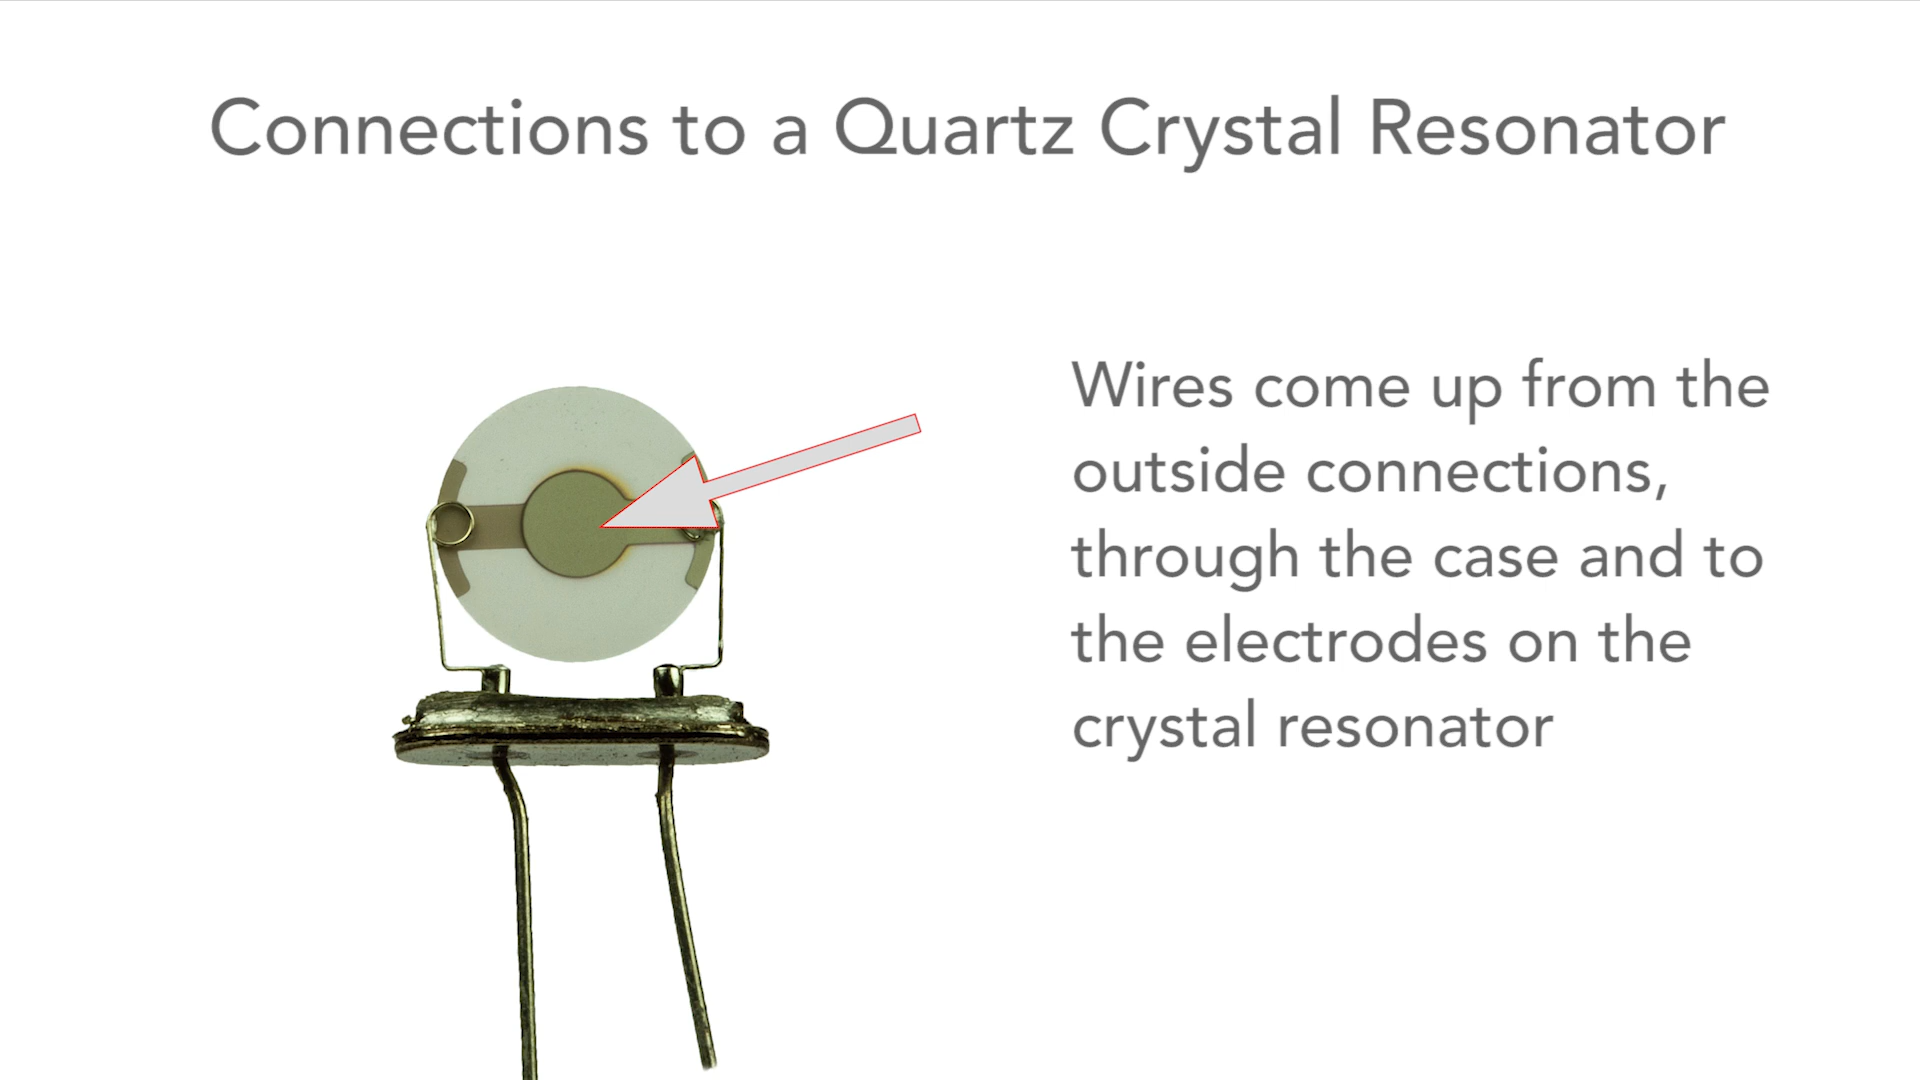 Connections to a Quartz Crystal Resonator
Wires come up from the
outside connections,
through the case and to
the electrodes on the
crystal resonator